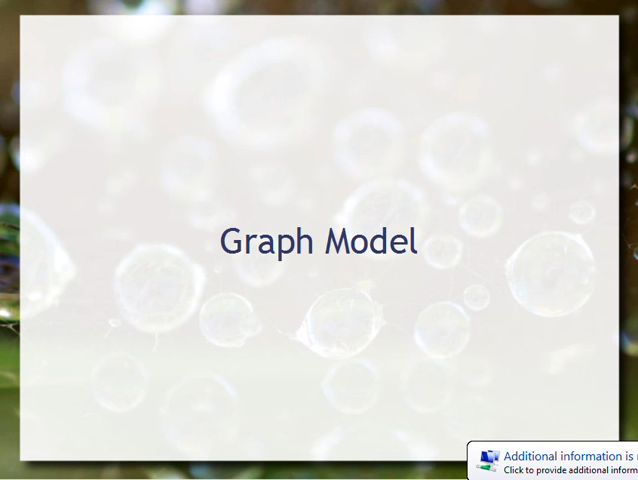 Graph Model
Additional information is
Click to provide additional inform